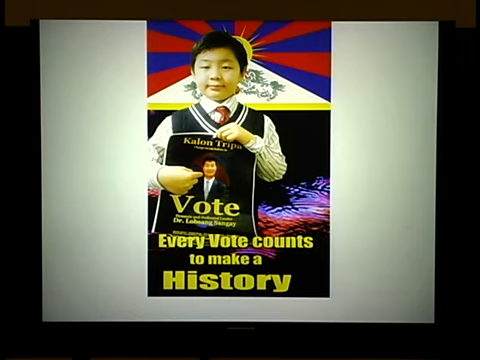 Kalon Tripa
Vote
Dr. Lobsang Sangay
Every Vote counts
to make a
History